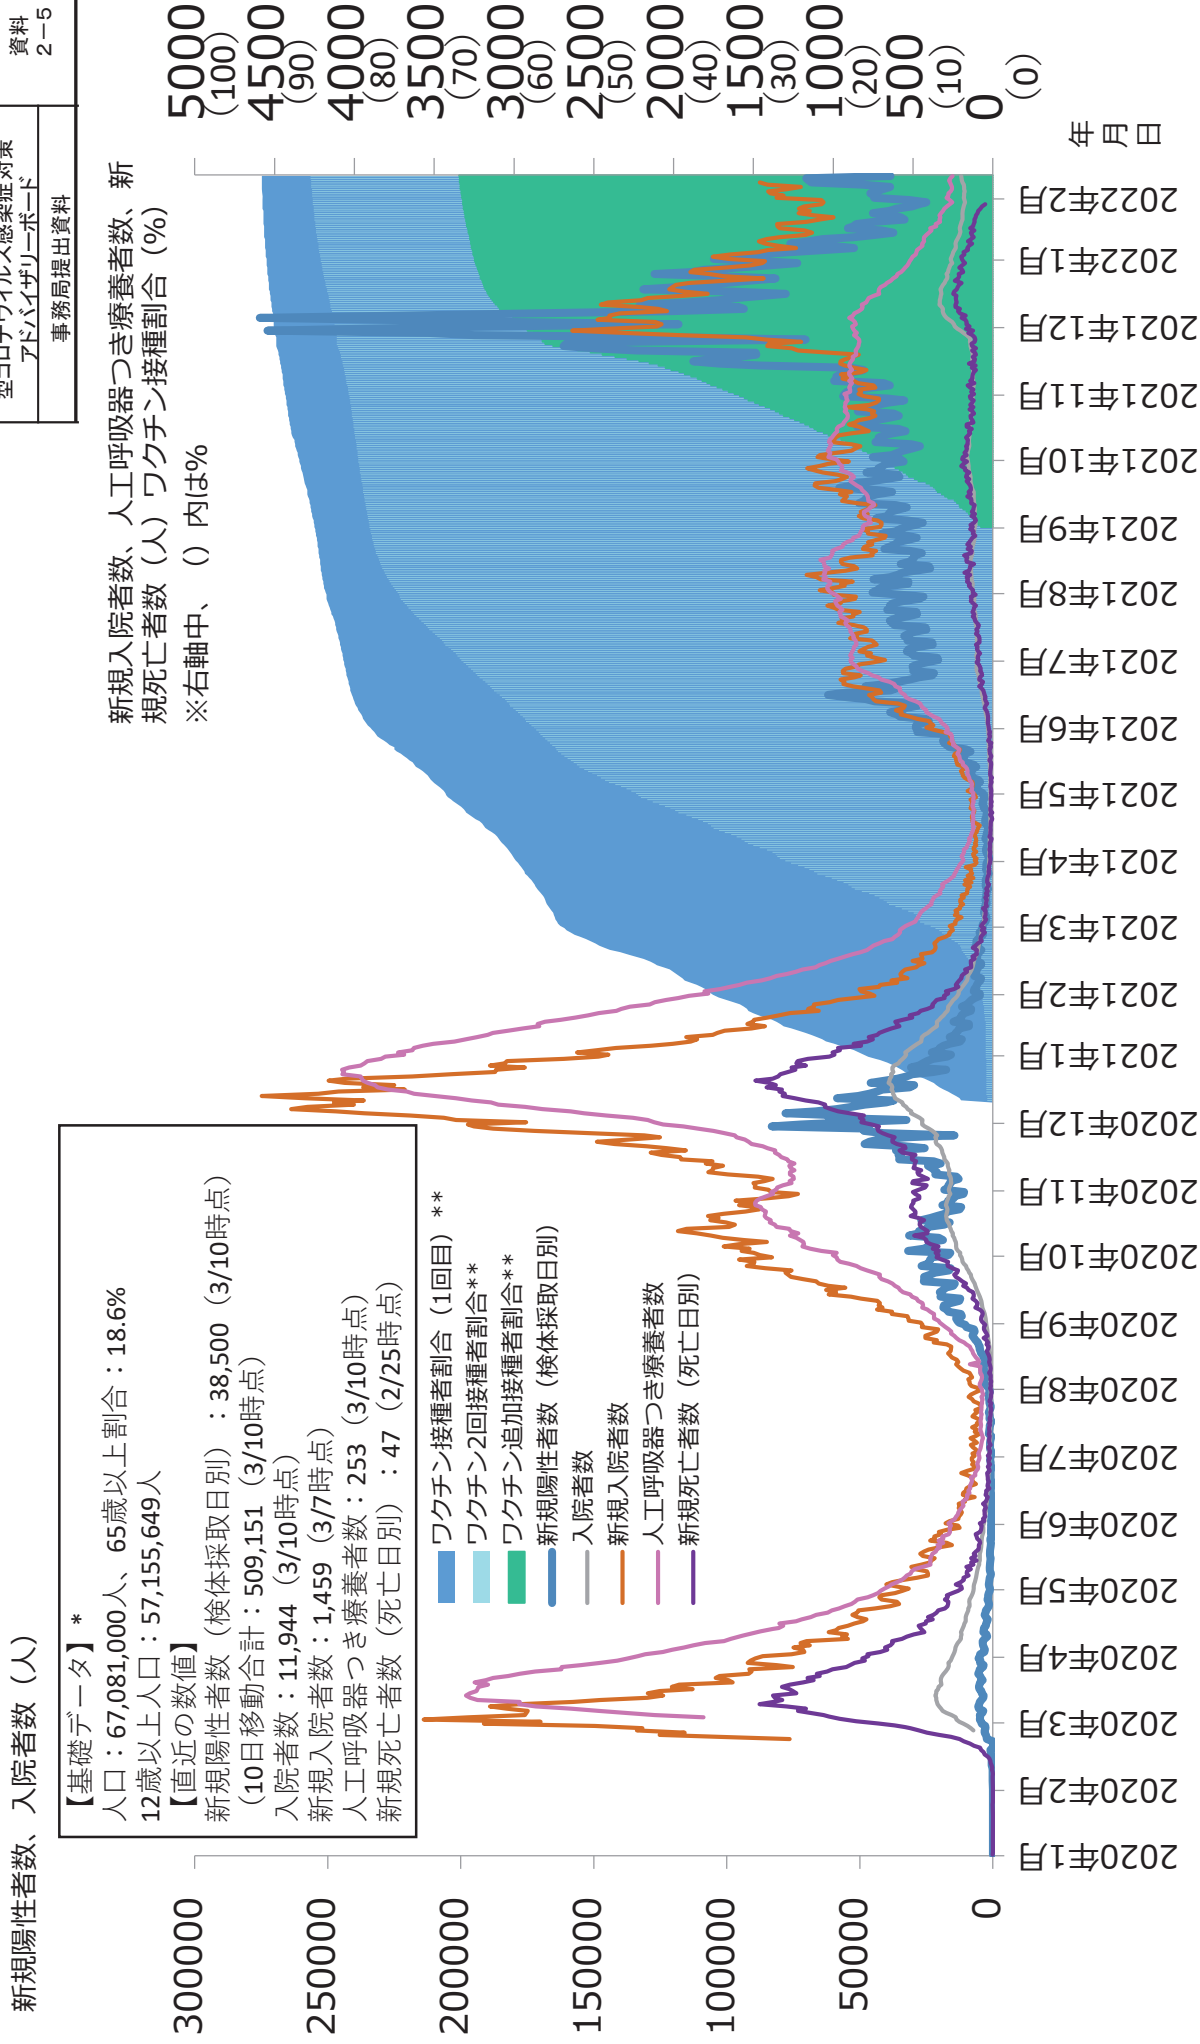 新規陽性者数、入院者数（人）
型コロナウイルス感染症対策
アドバイザリーボード
事務局提出資料
資料
2－5
新規入院者数、人工呼吸器つき療養者数、新
規死亡者数（人）ワクチン接種割合（%）
※右軸中、（）内は%
【基礎データ】*
人口：67,081,000人、65歳以上割合：18.6%
12歳以上人口：57,155,649人
【直近の数値】
新規陽性者数（検体採取日別）：38,500（3/10時点）
（10日移動合計：509,151（3/10時点）
入院者数：11,944（3/10時点）
新規入院者数：1,459（3/7時点）
人工呼吸器つき療養者数：253（3/10時点）
新規死亡者数（死亡日別）：47（2/25時点）
ワクチン接種者割合（1回目）**
ワクチン2回接種者割合**
ワクチン追加接種者割合**
新規陽性者数（検体採取日別）
入院者数
新規入院者数
人工呼吸器つき療養者数
新規死亡者数（死亡日別）
300000
250000
200000
150000
100000
50000
0
5000
(100)
4500
(90)
4000
(80)
3500
(70)
3000
(60)
2500
(50)
2000
(40)
1500
(30)
1000
(20)
500
(10)
0
(0)
2020年1月
2020年2月
2020年3月
2020年4月
2020年5月
2020年6月
2020年7月
2020年8月
2020年9月
2020年10月
2020年11月
2020年12月
2021年1月
2021年2月
2021年3月
2021年4月
2021年5月
2021年6月
2021年7月
2021年8月
2021年9月
2021年10月
2021年11月
2021年12月
2022年1月
2022年2月
年月日